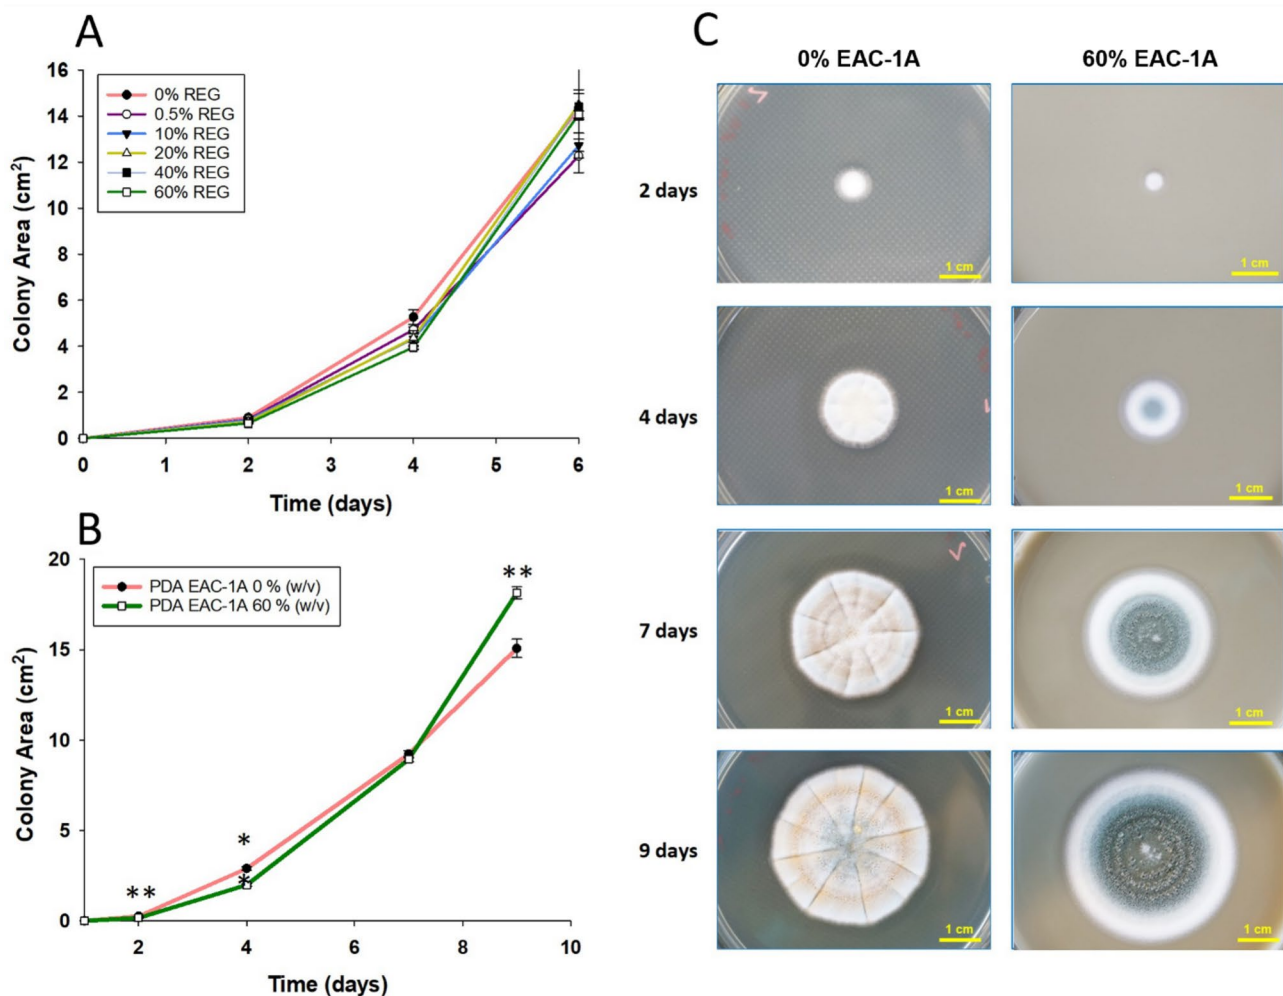 A
16
14
12
10
8
6
4
2
0
Colony Area (cm²)
0% REG
0.5% REG
10% REG
20% REG
40% REG
60% REG
0 1 2 3 4 5 6
Time (days)
B
20
15
10
5
0
Colony Area (cm²)
PDA EAC-1A 0 % (w/v)
PDA EAC-1A 60 % (w/v)
**
*
*
**
2 4 6 8 10
Time (days)
C
0% EAC-1A 60% EAC-1A
2 days
1 cm 1 cm
4 days
1 cm 1 cm
7 days
1 cm 1 cm
9 days
1 cm 1 cm